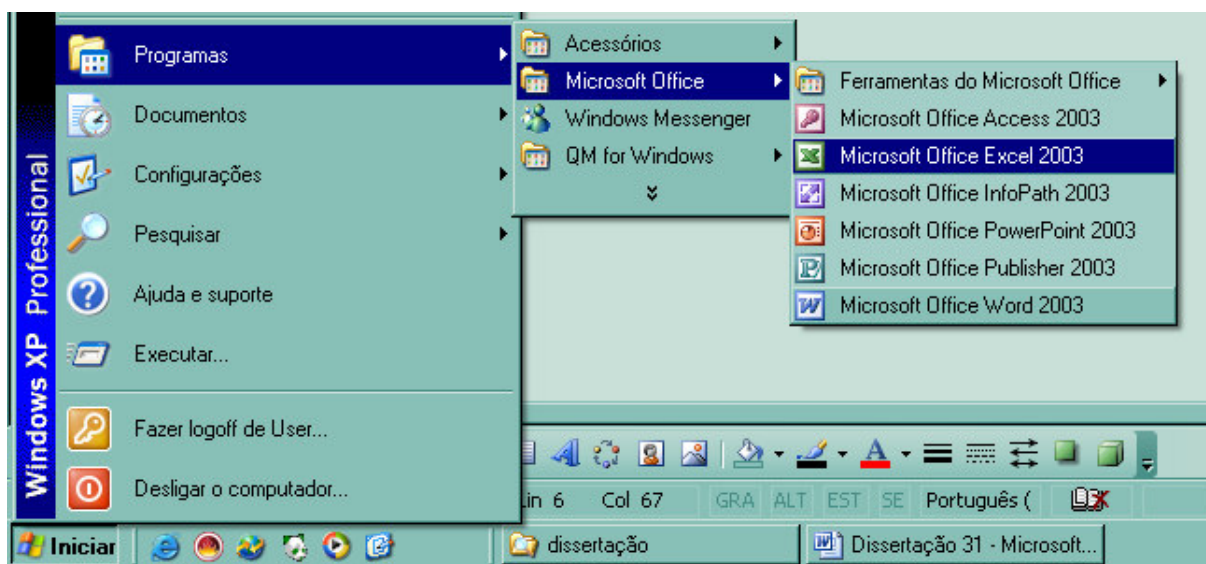 Windows XP Professional
Programas
Documentos
Configurações
Pesquisar
Ajuda e suporte
Executar...
Fazer logoff de User...
Desligar o computador...
Acessórios
Microsoft Office
Windows Messenger
QM for Windows
Ferramentas do Microsoft Office
Microsoft Office Access 2003
Microsoft Office Excel 2003
Microsoft Office InfoPath 2003
Microsoft Office PowerPoint 2003
Microsoft Office Publisher 2003
Microsoft Office Word 2003
Lin 6 Col 67 GRA ALT EST SE Português (
Iniciar dissertação Dissertação 31 - Microsoft...